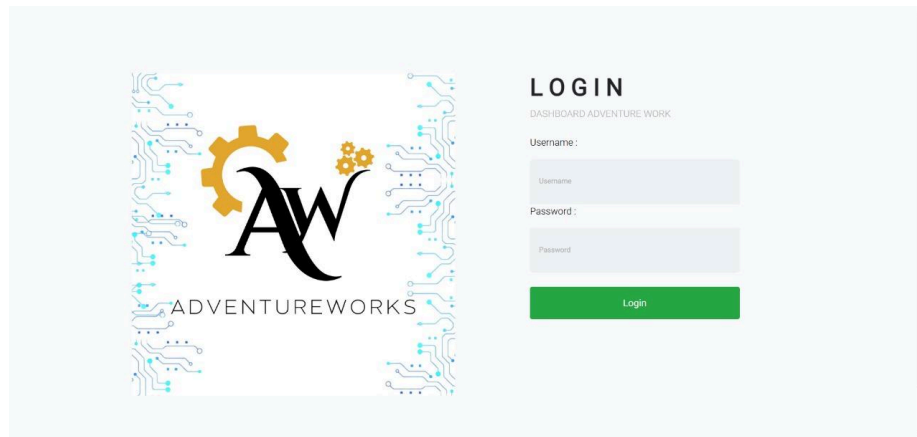 AW
ADVENTUREWORKS
LOGIN
DASHBOARD ADVENTURE WORK
Username :
Username
Password :
Password
Login